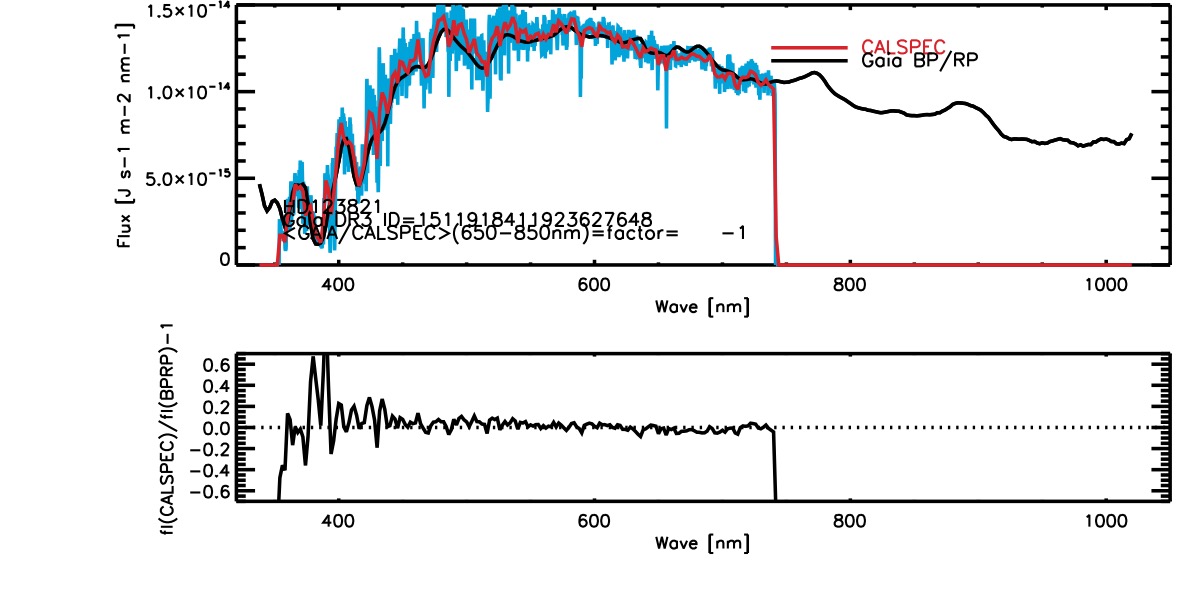 1.5×10−14
1.0×10−14
5.0×10−15
0
Flux [J s−1 m−2 nm−1]
CALSPEC
Gaia BP/RP
HD123821
Gaia DR3 ID=1511918411923627648
<GAIA/CALSPEC>(650−850nm)=factor= −1
400 600 800 1000
Wave [nm]
0.6
0.4
0.2
0.0
−0.2
−0.4
−0.6
fl(CALSPEC)/fl(BPRP)−1
400 600 800 1000
Wave [nm]